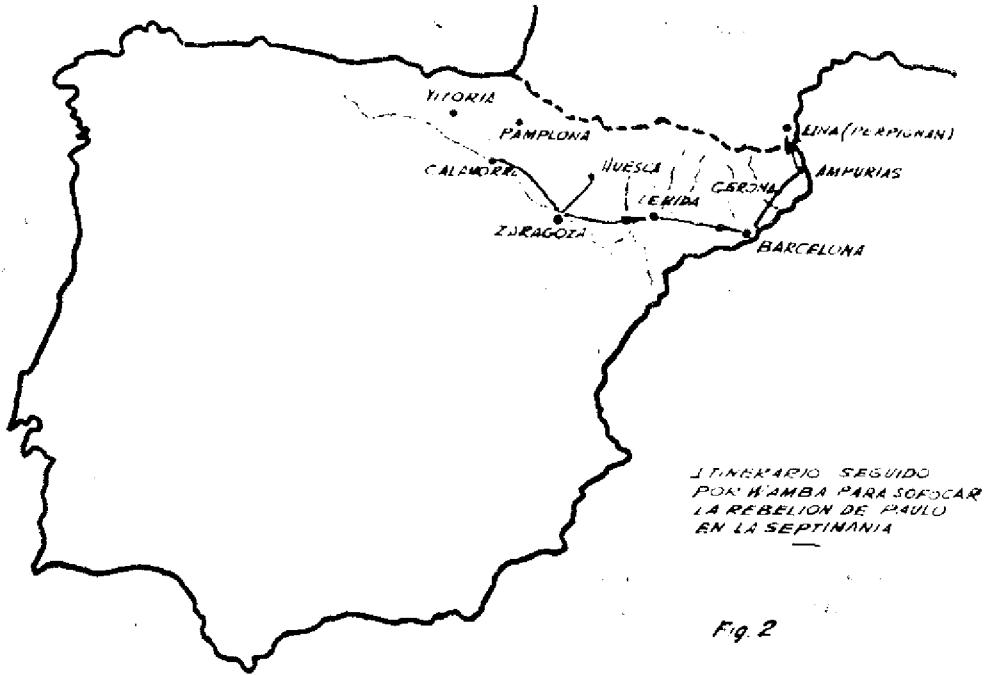 VITORIA
PAMPLONA
ELNA (PERPIGNAN)
CALAHORRA
HUESCA
AMPURIAS
GERONA
LERIDA
ZARAGOZA
BARCELONA
ITINERARIO SEGUIDO
POR WAMBA PARA SOFOCAR
LA REBELION DE PAULO
EN LA SEPTIMANIA
Fig. 2